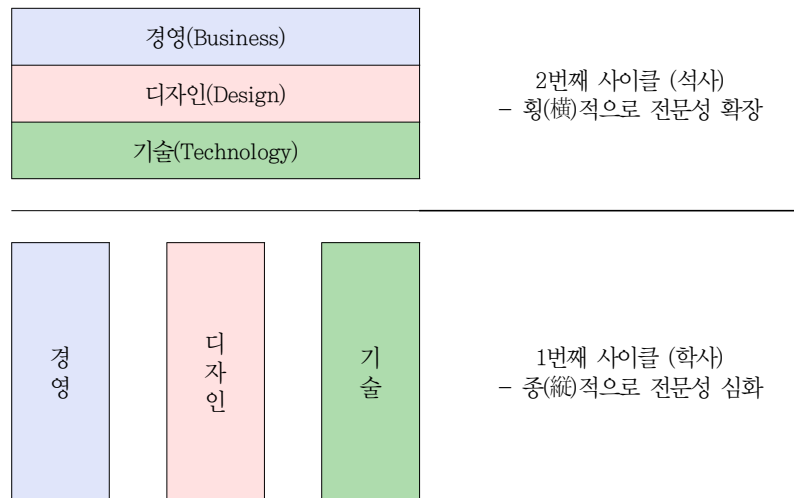 경영(Business)
디자인(Design)
기술(Technology)
2번째 사이클 (석사)
- 횡(橫)적으로 전문성 확장
경영
디자인
기술
1번째 사이클 (학사)
- 종(縱)적으로 전문성 심화